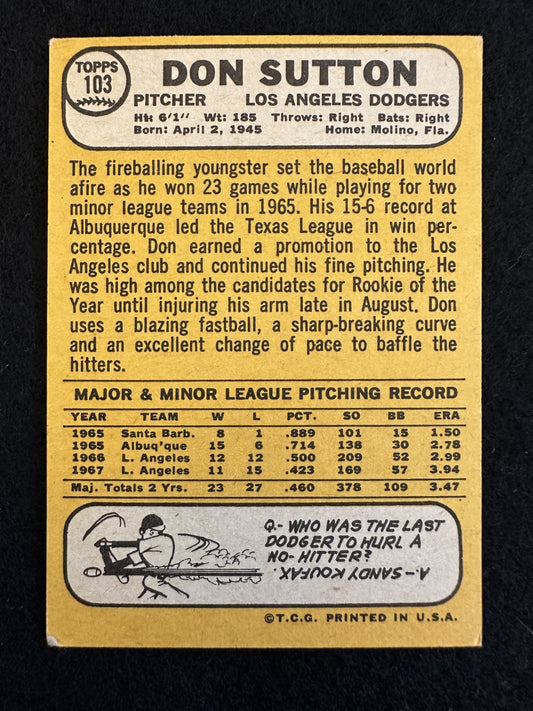 TOPPS
103
DON SUTTON
PITCHER LOS ANGELES DODGERS
Ht: 6'1" Wt: 185 Throws: Right Bats: Right
Born: April 2, 1945 Home: Molino, Fla.
The fireballing youngster set the baseball world
afire as he won 23 games while playing for two
minor league teams in 1965. His 15-6 record at
Albuquerque led the Texas League in win per-
centage. Don earned a promotion to the Los
Angeles club and continued his fine pitching. He
was high among the candidates for Rookie of the
Year until injuring his arm late in August. Don
uses a blazing fastball, a sharp-breaking curve
and an excellent change of pace to baffle the
hitters.
MAJOR & MINOR LEAGUE PITCHING RECORD
YEAR TEAM W L PCT. SO BB ERA
1965 Santa Barb. 8 1 .889 101 15 1.50
1965 Albuq'que 15 6 .714 138 30 2.78
1966 L. Angeles 12 12 .500 209 52 2.99
1967 L. Angeles 11 15 .423 169 57 3.94
Maj. Totals 2 Yrs. 23 27 .460 378 109 3.47
Q.- WHO WAS THE LAST
DODGER TO HURL A
NO-HITTER?
A.- SANDY KOUFAX.
©T.C.G. PRINTED IN U.S.A.